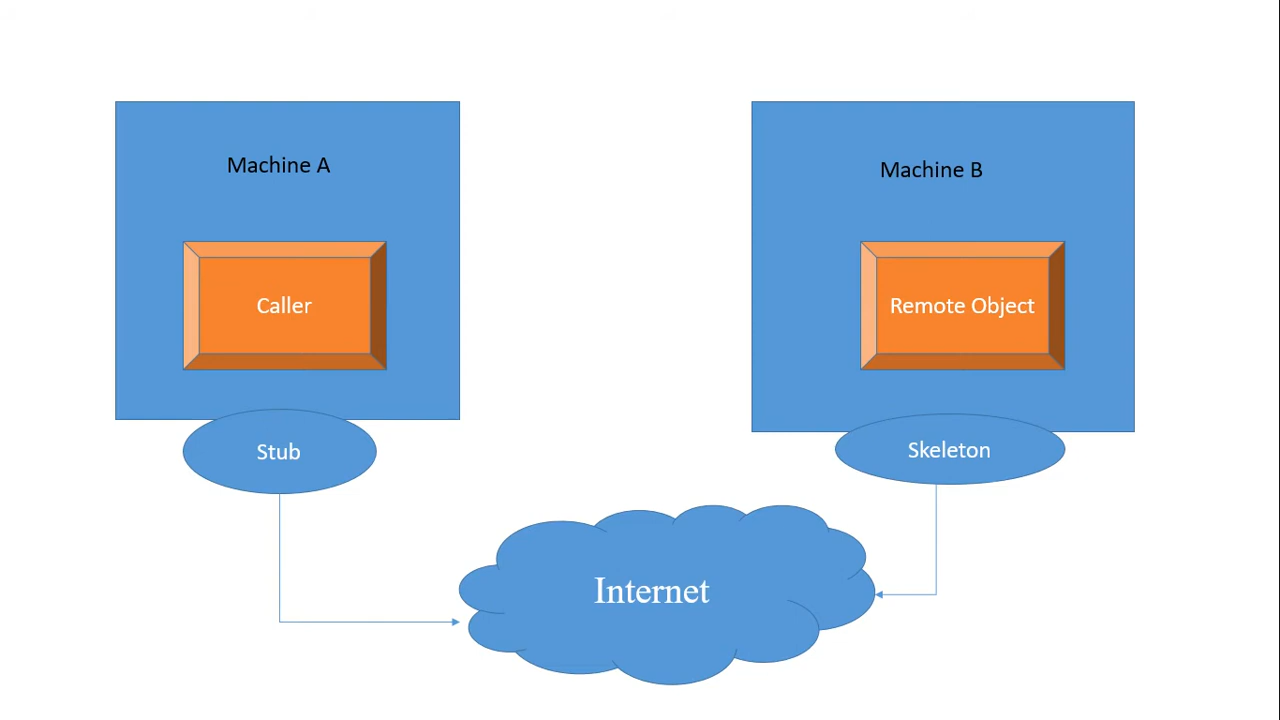 Machine A
Machine B
Caller
Remote Object
Stub
Skeleton
Internet